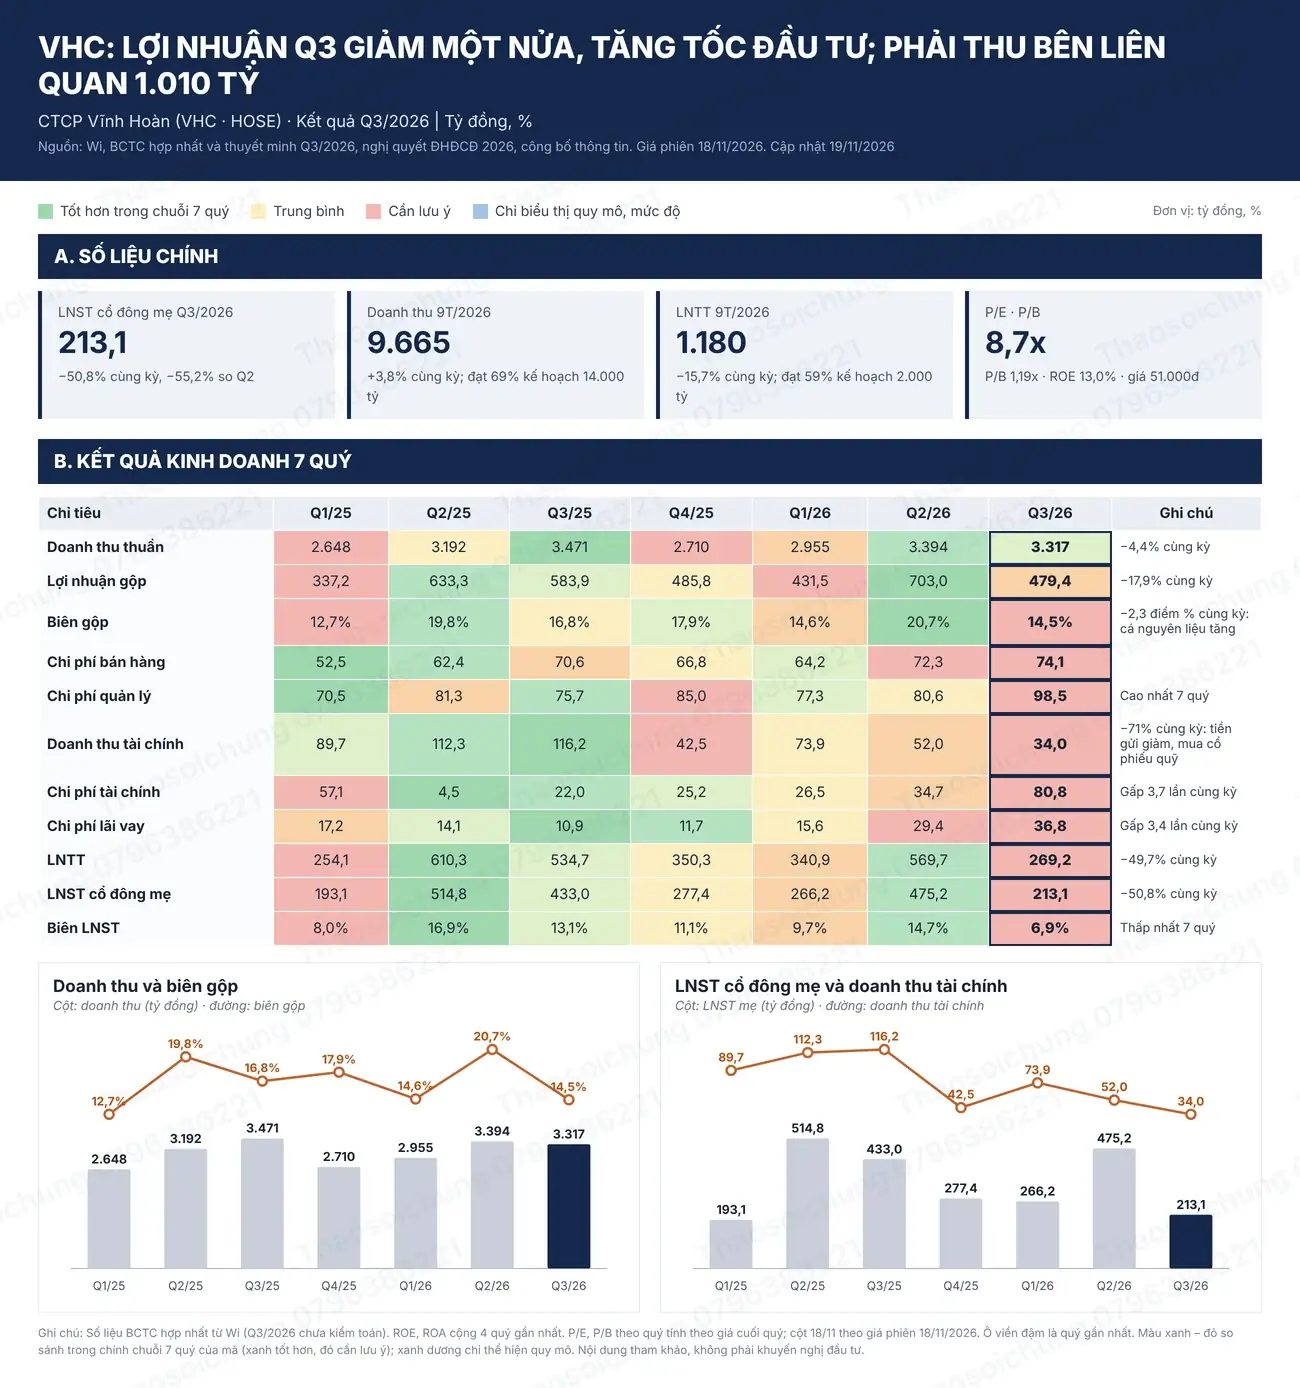 VHC: LỢI NHUẬN Q3 GIẢM MỘT NỬA, TĂNG TỐC ĐẦU TƯ; PHẢI THU BÊN LIÊN
QUAN 1.010 TỶ
CTCP Vĩnh Hoàn (VHC · HOSE) · Kết quả Q3/2026 | Tỷ đồng, %
Nguồn: Wi, BCTC hợp nhất và thuyết minh Q3/2026, nghị quyết ĐHĐCĐ 2026, công bố thông tin. Giá phiên 18/11/2026. Cập nhật 19/11/2026
Tốt hơn trong chuỗi 7 quý Trung bình Cần lưu ý Chỉ biểu thị quy mô, mức độ Đơn vị: tỷ đồng, %
A. SỐ LIỆU CHÍNH
LNST cổ đông mẹ Q3/2026
213,1
−50,8% cùng kỳ, −55,2% so Q2
Doanh thu 9T/2026
9.665
+3,8% cùng kỳ; đạt 69% kế hoạch 14.000
tỷ
LNTT 9T/2026
1.180
−15,7% cùng kỳ; đạt 59% kế hoạch 2.000
tỷ
P/E · P/B
8,7x
P/B 1,19x · ROE 13,0% · giá 51.000đ
B. KẾT QUẢ KINH DOANH 7 QUÝ
Chỉ tiêu Q1/25 Q2/25 Q3/25 Q4/25 Q1/26 Q2/26 Q3/26 Ghi chú
Doanh thu thuần 2.648 3.192 3.471 2.710 2.955 3.394 3.317 −4,4% cùng kỳ
Lợi nhuận gộp 337,2 633,3 583,9 485,8 431,5 703,0 479,4 −17,9% cùng kỳ
Biên gộp 12,7% 19,8% 16,8% 17,9% 14,6% 20,7% 14,5% −2,3 điểm % cùng kỳ:
cá nguyên liệu tăng
Chi phí bán hàng 52,5 62,4 70,6 66,8 64,2 72,3 74,1
Chi phí quản lý 70,5 81,3 75,7 85,0 77,3 80,6 98,5 Cao nhất 7 quý
Doanh thu tài chính 89,7 112,3 116,2 42,5 73,9 52,0 34,0 −71% cùng kỳ: tiền
gửi giảm, mua cổ
phiếu quỹ
Chi phí tài chính 57,1 4,5 22,0 25,2 26,5 34,7 80,8 Gấp 3,7 lần cùng kỳ
Chi phí lãi vay 17,2 14,1 10,9 11,7 15,6 29,4 36,8 Gấp 3,4 lần cùng kỳ
LNTT 254,1 610,3 534,7 350,3 340,9 569,7 269,2 −49,7% cùng kỳ
LNST cổ đông mẹ 193,1 514,8 433,0 277,4 266,2 475,2 213,1 −50,8% cùng kỳ
Biên LNST 8,0% 16,9% 13,1% 11,1% 9,7% 14,7% 6,9% Thấp nhất 7 quý
Doanh thu và biên gộp
Cột: doanh thu (tỷ đồng) · đường: biên gộp
12,7% 19,8% 16,8% 17,9% 14,6% 20,7% 14,5%
2.648 3.192 3.471 2.710 2.955 3.394 3.317
Q1/25 Q2/25 Q3/25 Q4/25 Q1/26 Q2/26 Q3/26
LNST cổ đông mẹ và doanh thu tài chính
Cột: LNST mẹ (tỷ đồng) · đường: doanh thu tài chính
89,7 112,3 116,2 42,5 73,9 52,0 34,0
193,1 514,8 433,0 277,4 266,2 475,2 213,1
Q1/25 Q2/25 Q3/25 Q4/25 Q1/26 Q2/26 Q3/26
Ghi chú: Số liệu BCTC hợp nhất từ Wi (Q3/2026 chưa kiểm toán). ROE, ROA cộng 4 quý gần nhất. P/E, P/B theo quý tính theo giá cuối quý; cột 18/11 theo giá phiên 18/11/2026. Ô viền đậm là quý gần nhất. Màu xanh – đỏ so
sánh trong chính chuỗi 7 quý của mã (xanh tốt hơn, đỏ cần lưu ý); xanh dương chỉ thể hiện quy mô. Nội dung tham khảo, không phải khuyến nghị đầu tư.
Thaosoichung 0796386221